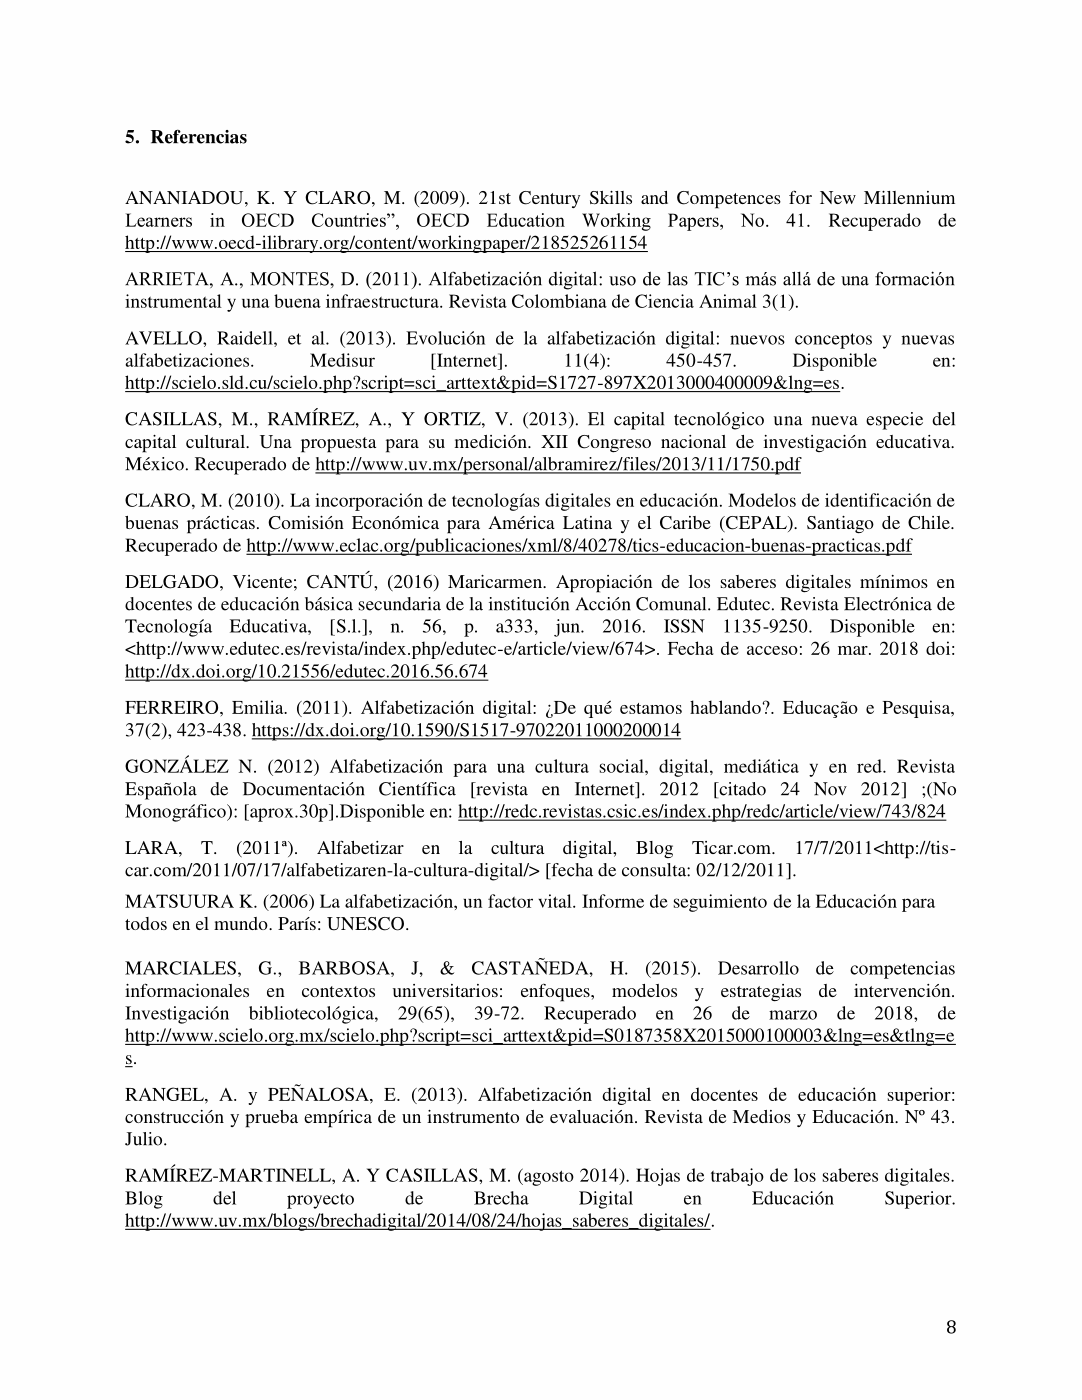 5. Referencias
ANANIADOU, K. Y CLARO, M. (2009). 21st Century Skills and Competences for New Millennium
Learners in OECD Countries”, OECD Education Working Papers, No. 41. Recuperado de
http://www.oecd-ilibrary.org/content/workingpaper/218525261154
ARRIETA, A., MONTES, D. (2011). Alfabetización digital: uso de las TIC’s más allá de una formación
instrumental y una buena infraestructura. Revista Colombiana de Ciencia Animal 3(1).
AVELLO, Raidell, et al. (2013). Evolución de la alfabetización digital: nuevos conceptos y nuevas
alfabetizaciones. Medisur [Internet]. 11(4): 450-457. Disponible en:
http://scielo.sld.cu/scielo.php?script=sci_arttext&pid=S1727-897X2013000400009&lng=es.
CASILLAS, M., RAMÍREZ, A., Y ORTIZ, V. (2013). El capital tecnológico una nueva especie del
capital cultural. Una propuesta para su medición. XII Congreso nacional de investigación educativa.
México. Recuperado de http://www.uv.mx/personal/albramirez/files/2013/11/1750.pdf
CLARO, M. (2010). La incorporación de tecnologías digitales en educación. Modelos de identificación de
buenas prácticas. Comisión Económica para América Latina y el Caribe (CEPAL). Santiago de Chile.
Recuperado de http://www.eclac.org/publicaciones/xml/8/40278/tics-educacion-buenas-practicas.pdf
DELGADO, Vicente; CANTÚ, (2016) Maricarmen. Apropiación de los saberes digitales mínimos en
docentes de educación básica secundaria de la institución Acción Comunal. Edutec. Revista Electrónica de
Tecnología Educativa, [S.l.], n. 56, p. a333, jun. 2016. ISSN 1135-9250. Disponible en:
<http://www.edutec.es/revista/index.php/edutec-e/article/view/674>. Fecha de acceso: 26 mar. 2018 doi:
http://dx.doi.org/10.21556/edutec.2016.56.674
FERREIRO, Emilia. (2011). Alfabetización digital: ¿De qué estamos hablando?. Educação e Pesquisa,
37(2), 423-438. https://dx.doi.org/10.1590/S1517-97022011000200014
GONZÁLEZ N. (2012) Alfabetización para una cultura social, digital, mediática y en red. Revista
Española de Documentación Científica [revista en Internet]. 2012 [citado 24 Nov 2012] ;(No
Monográfico): [aprox.30p].Disponible en: http://redc.revistas.csic.es/index.php/redc/article/view/743/824
LARA, T. (2011ª). Alfabetizar en la cultura digital, Blog Ticar.com. 17/7/2011<http://tis-
car.com/2011/07/17/alfabetizaren-la-cultura-digital/> [fecha de consulta: 02/12/2011].
MATSUURA K. (2006) La alfabetización, un factor vital. Informe de seguimiento de la Educación para
todos en el mundo. París: UNESCO.
MARCIALES, G., BARBOSA, J, & CASTAÑEDA, H. (2015). Desarrollo de competencias
informacionales en contextos universitarios: enfoques, modelos y estrategias de intervención.
Investigación bibliotecológica, 29(65), 39-72. Recuperado en 26 de marzo de 2018, de
http://www.scielo.org.mx/scielo.php?script=sci_arttext&pid=S0187358X2015000100003&lng=es&tlng=e
s.
RANGEL, A. y PEÑALOSA, E. (2013). Alfabetización digital en docentes de educación superior:
construcción y prueba empírica de un instrumento de evaluación. Revista de Medios y Educación. Nº 43.
Julio.
RAMÍREZ-MARTINELL, A. Y CASILLAS, M. (agosto 2014). Hojas de trabajo de los saberes digitales.
Blog del proyecto de Brecha Digital en Educación Superior.
http://www.uv.mx/blogs/brechadigital/2014/08/24/hojas_saberes_digitales/.
8